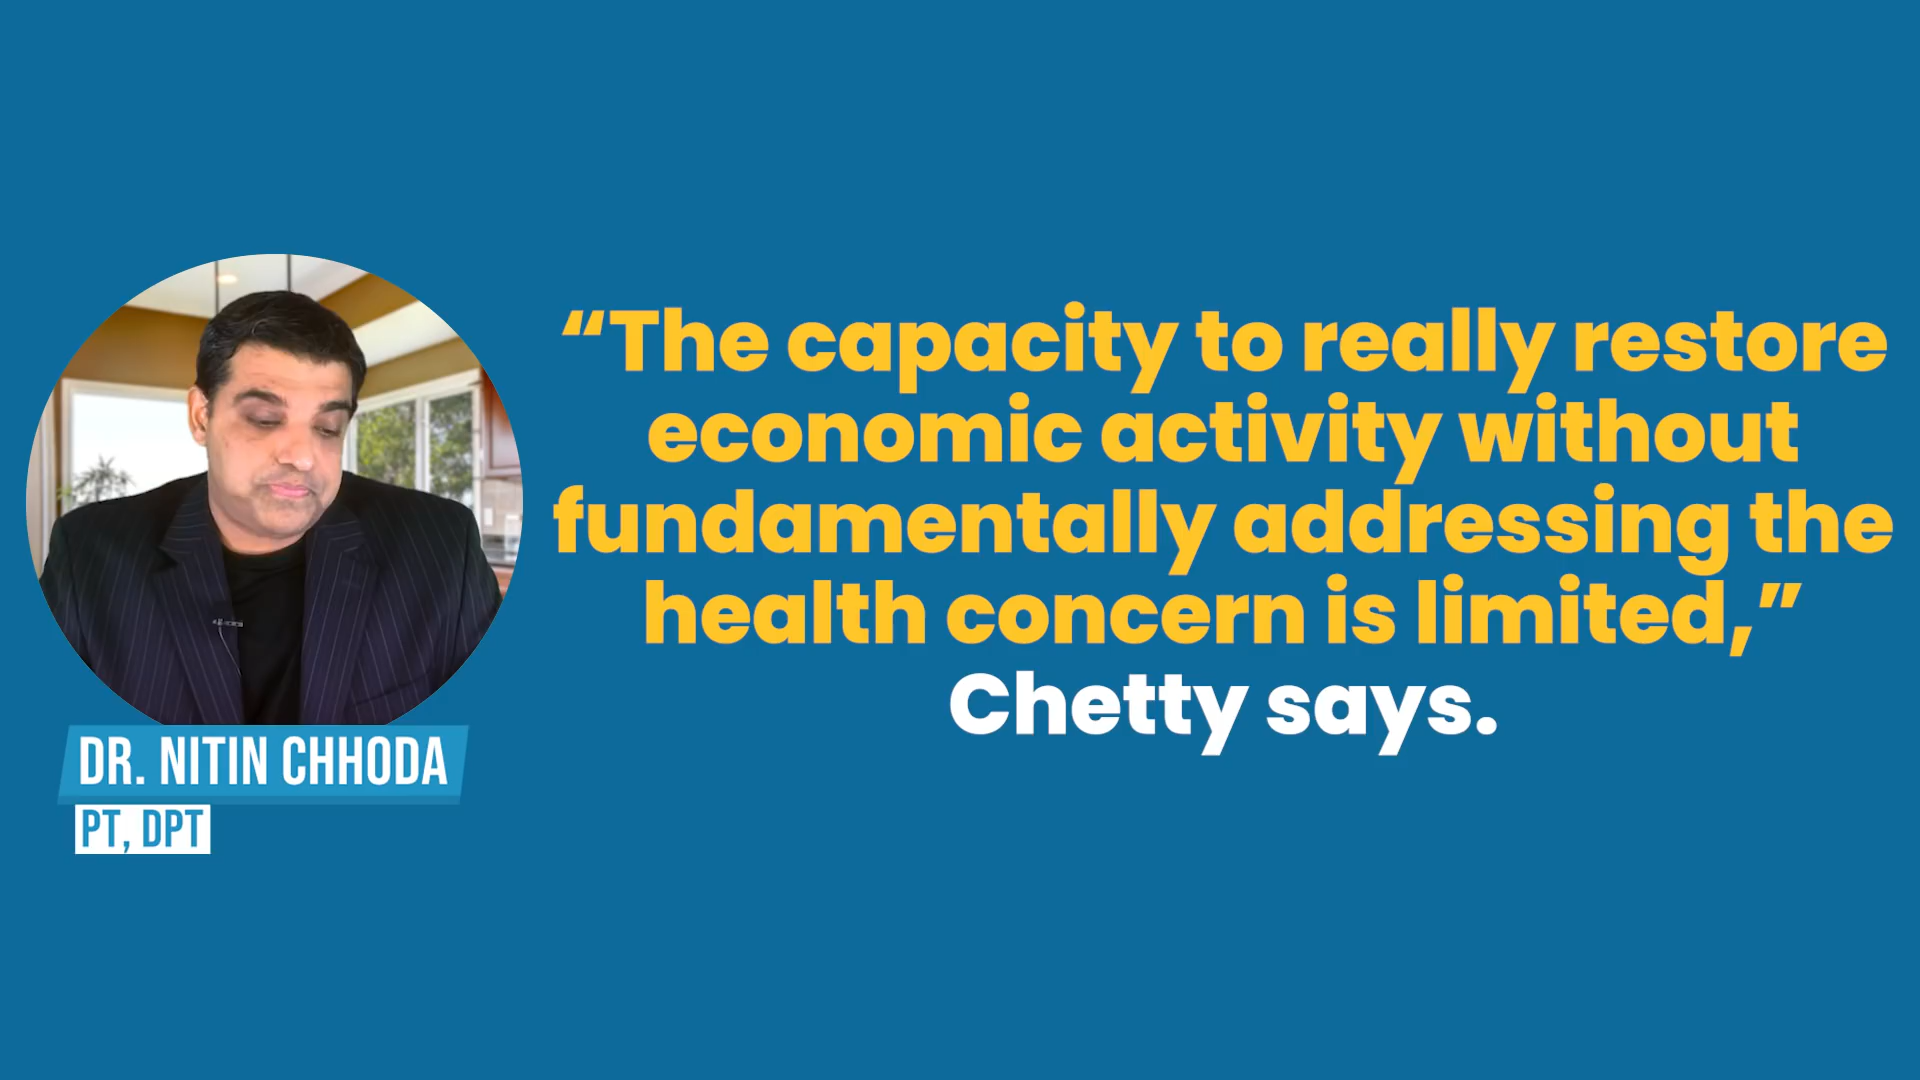 “The capacity to really restore
economic activity without
fundamentally addressing the
health concern is limited,”
Chetty says.
DR. NITIN CHHODA
PT, DPT